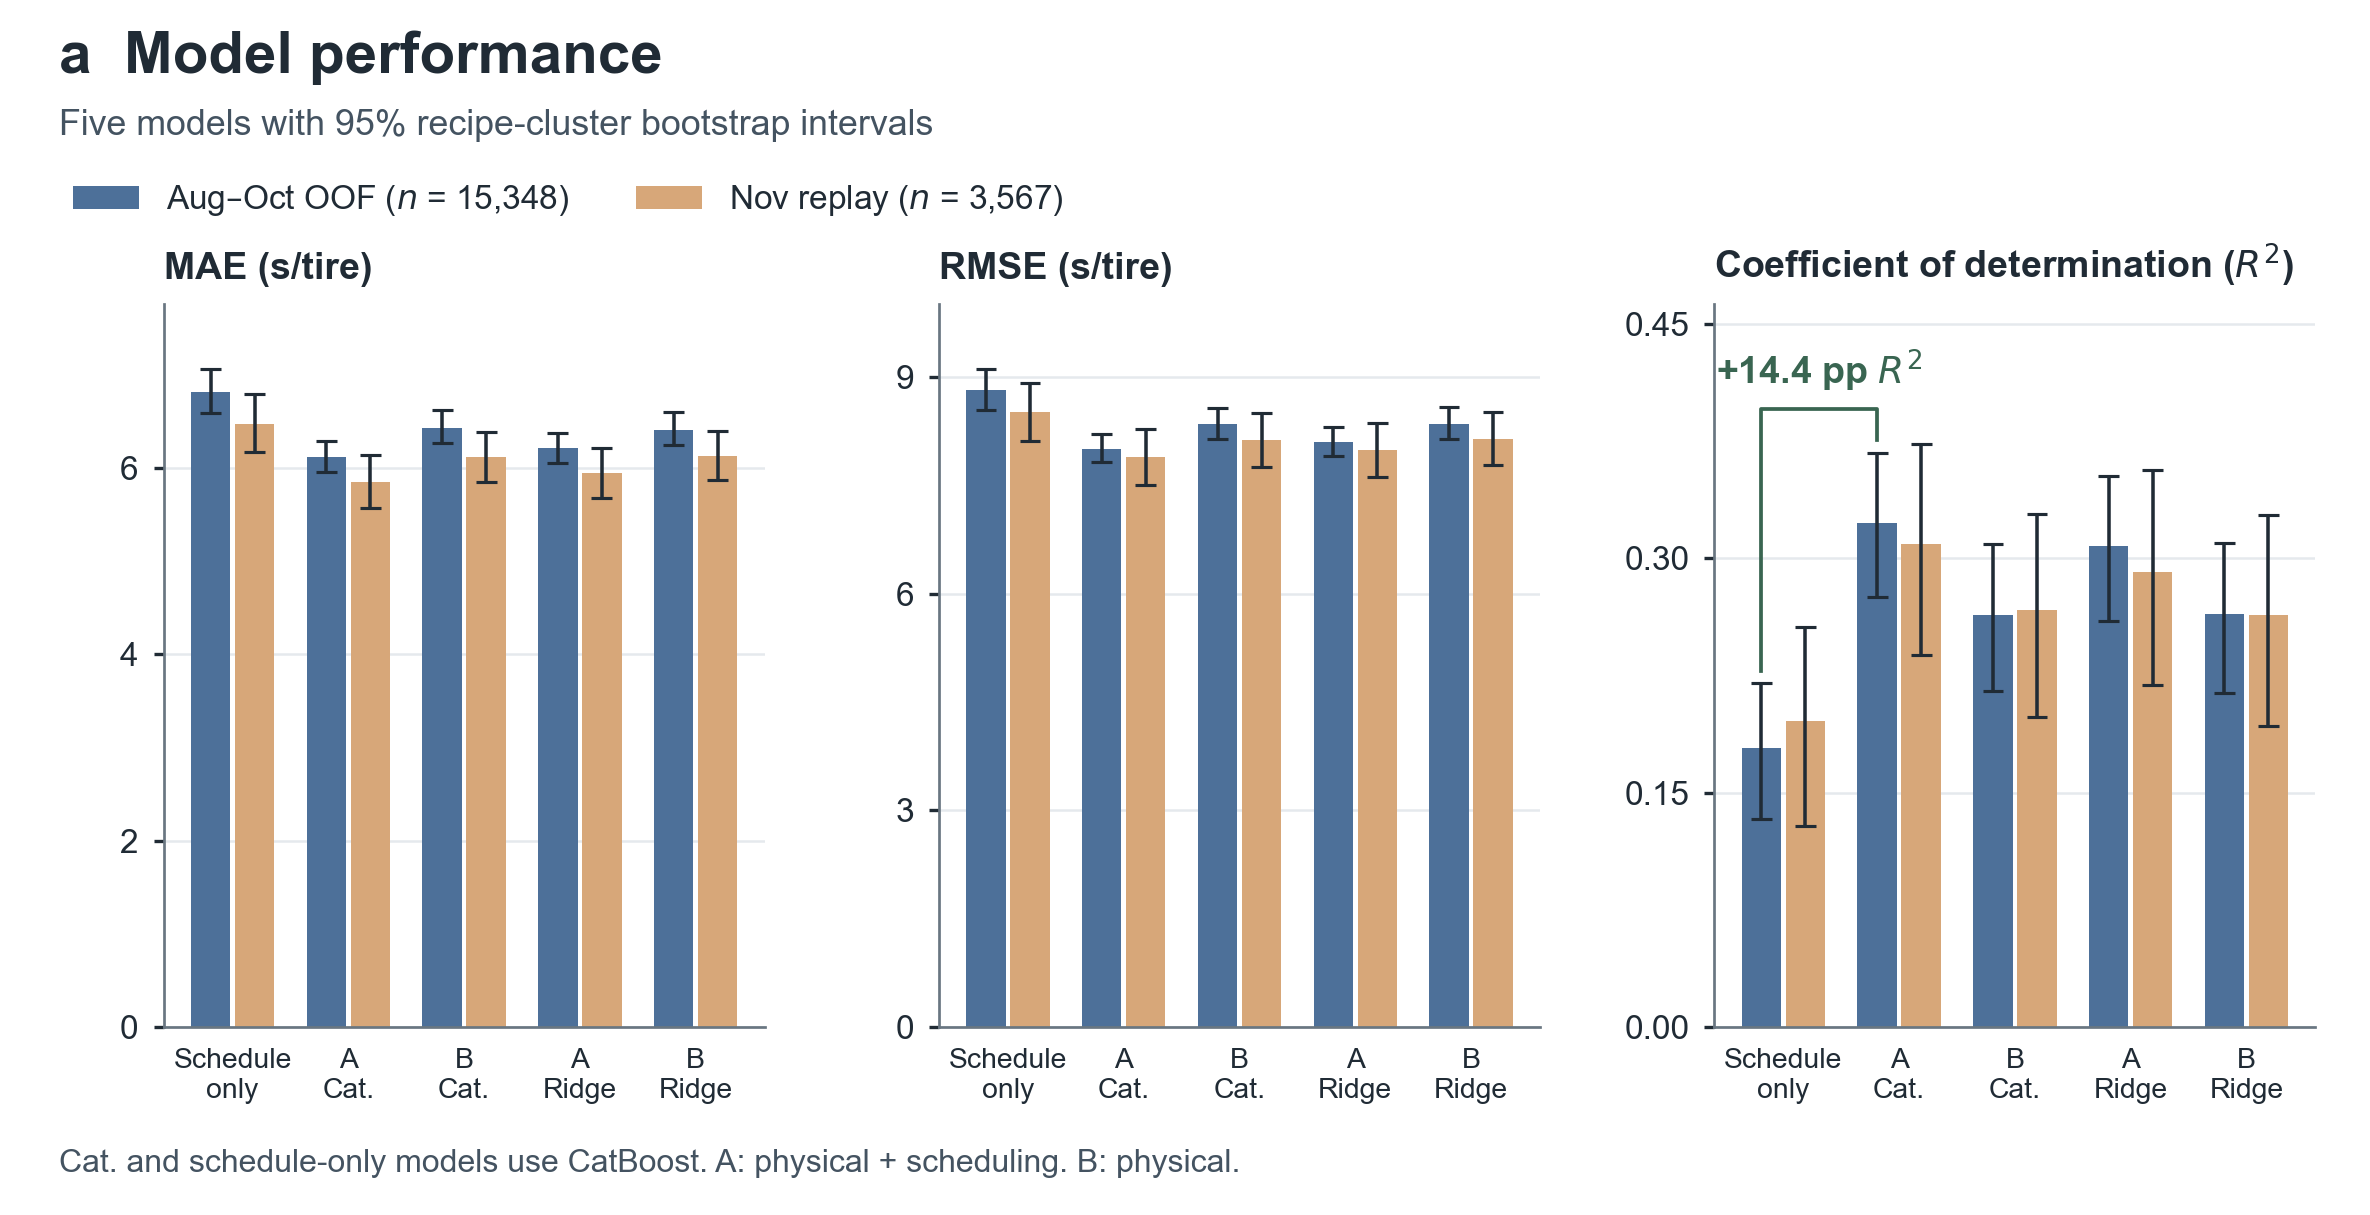 a Model performance
Five models with 95% recipe-cluster bootstrap intervals
Aug–Oct OOF (n = 15,348)
Nov replay (n = 3,567)
MAE (s/tire)
6
4
2
0
Schedule only
A Cat.
B Cat.
A Ridge
B Ridge
RMSE (s/tire)
9
6
3
0
Schedule only
A Cat.
B Cat.
A Ridge
B Ridge
Coefficient of determination (R²)
0.45
+14.4 pp R²
0.30
0.15
0.00
Schedule only
A Cat.
B Cat.
A Ridge
B Ridge
Cat. and schedule-only models use CatBoost. A: physical + scheduling. B: physical.